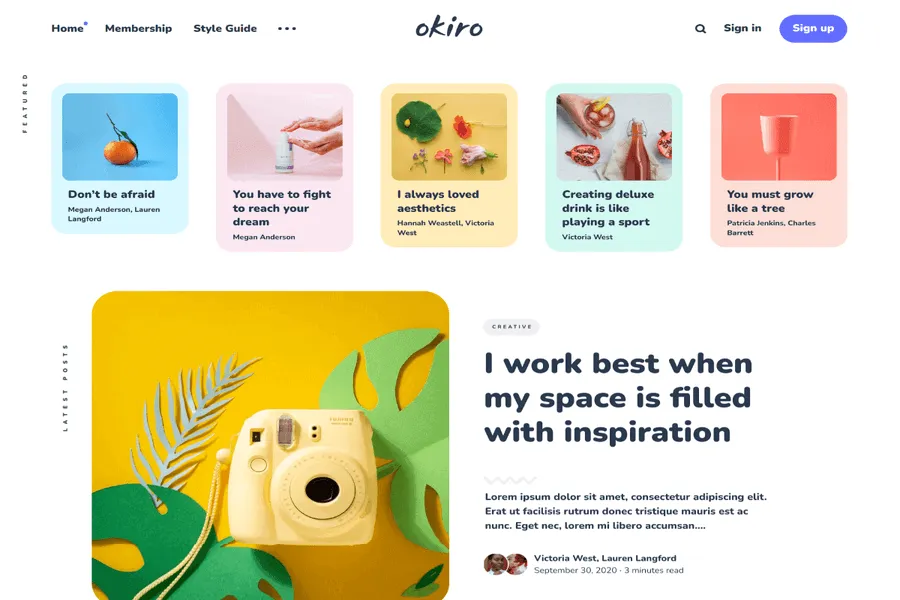 Home
Membership
Style Guide
okiro
Sign in
Sign up
FEATURED
Don't be afraid
Megan Anderson, Lauren
Langford
You have to fight
to reach your
dream
Megan Anderson
I always loved
aesthetics
Hannah Weastell, Victoria
West
Creating deluxe
drink is like
playing a sport
Victoria West
You must grow
like a tree
Patricia Jenkins, Charles
Barrett
LATEST POSTS
CREATIVE
I work best when
my space is filled
with inspiration
Lorem ipsum dolor sit amet, consectetur adipiscing elit.
Erat ut facilisis rutrum donec tristique mauris est ac
nunc. Eget nec, lorem mi libero accumsan....
Victoria West, Lauren Langford
September 30, 2020 · 3 minutes read